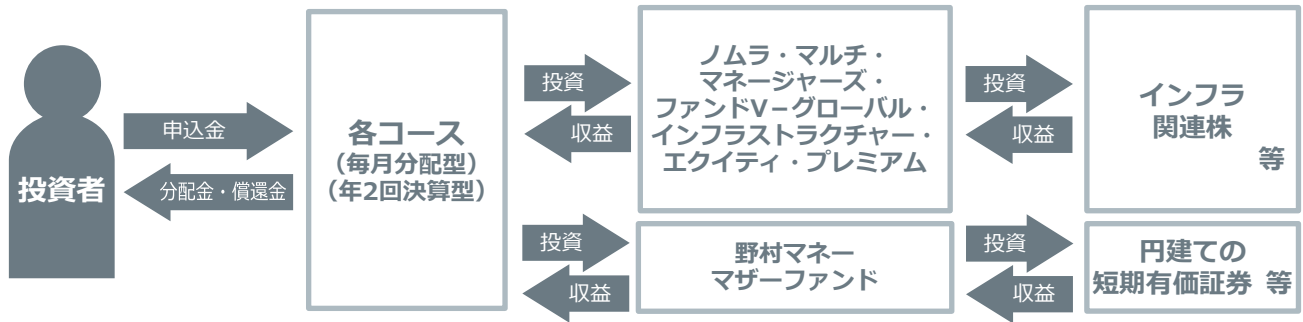 投資者
申込金
分配金・償還金
各コース
（毎月分配型）
（年2回決算型）
投資
収益
ノムラ・マルチ・
マネージャーズ・
ファンドⅤ－グローバル・
インフラストラクチャー・
エクイティ・プレミアム
投資
収益
インフラ
関連株
等
投資
収益
野村マネー
マザーファンド
投資
収益
円建ての
短期有価証券 等